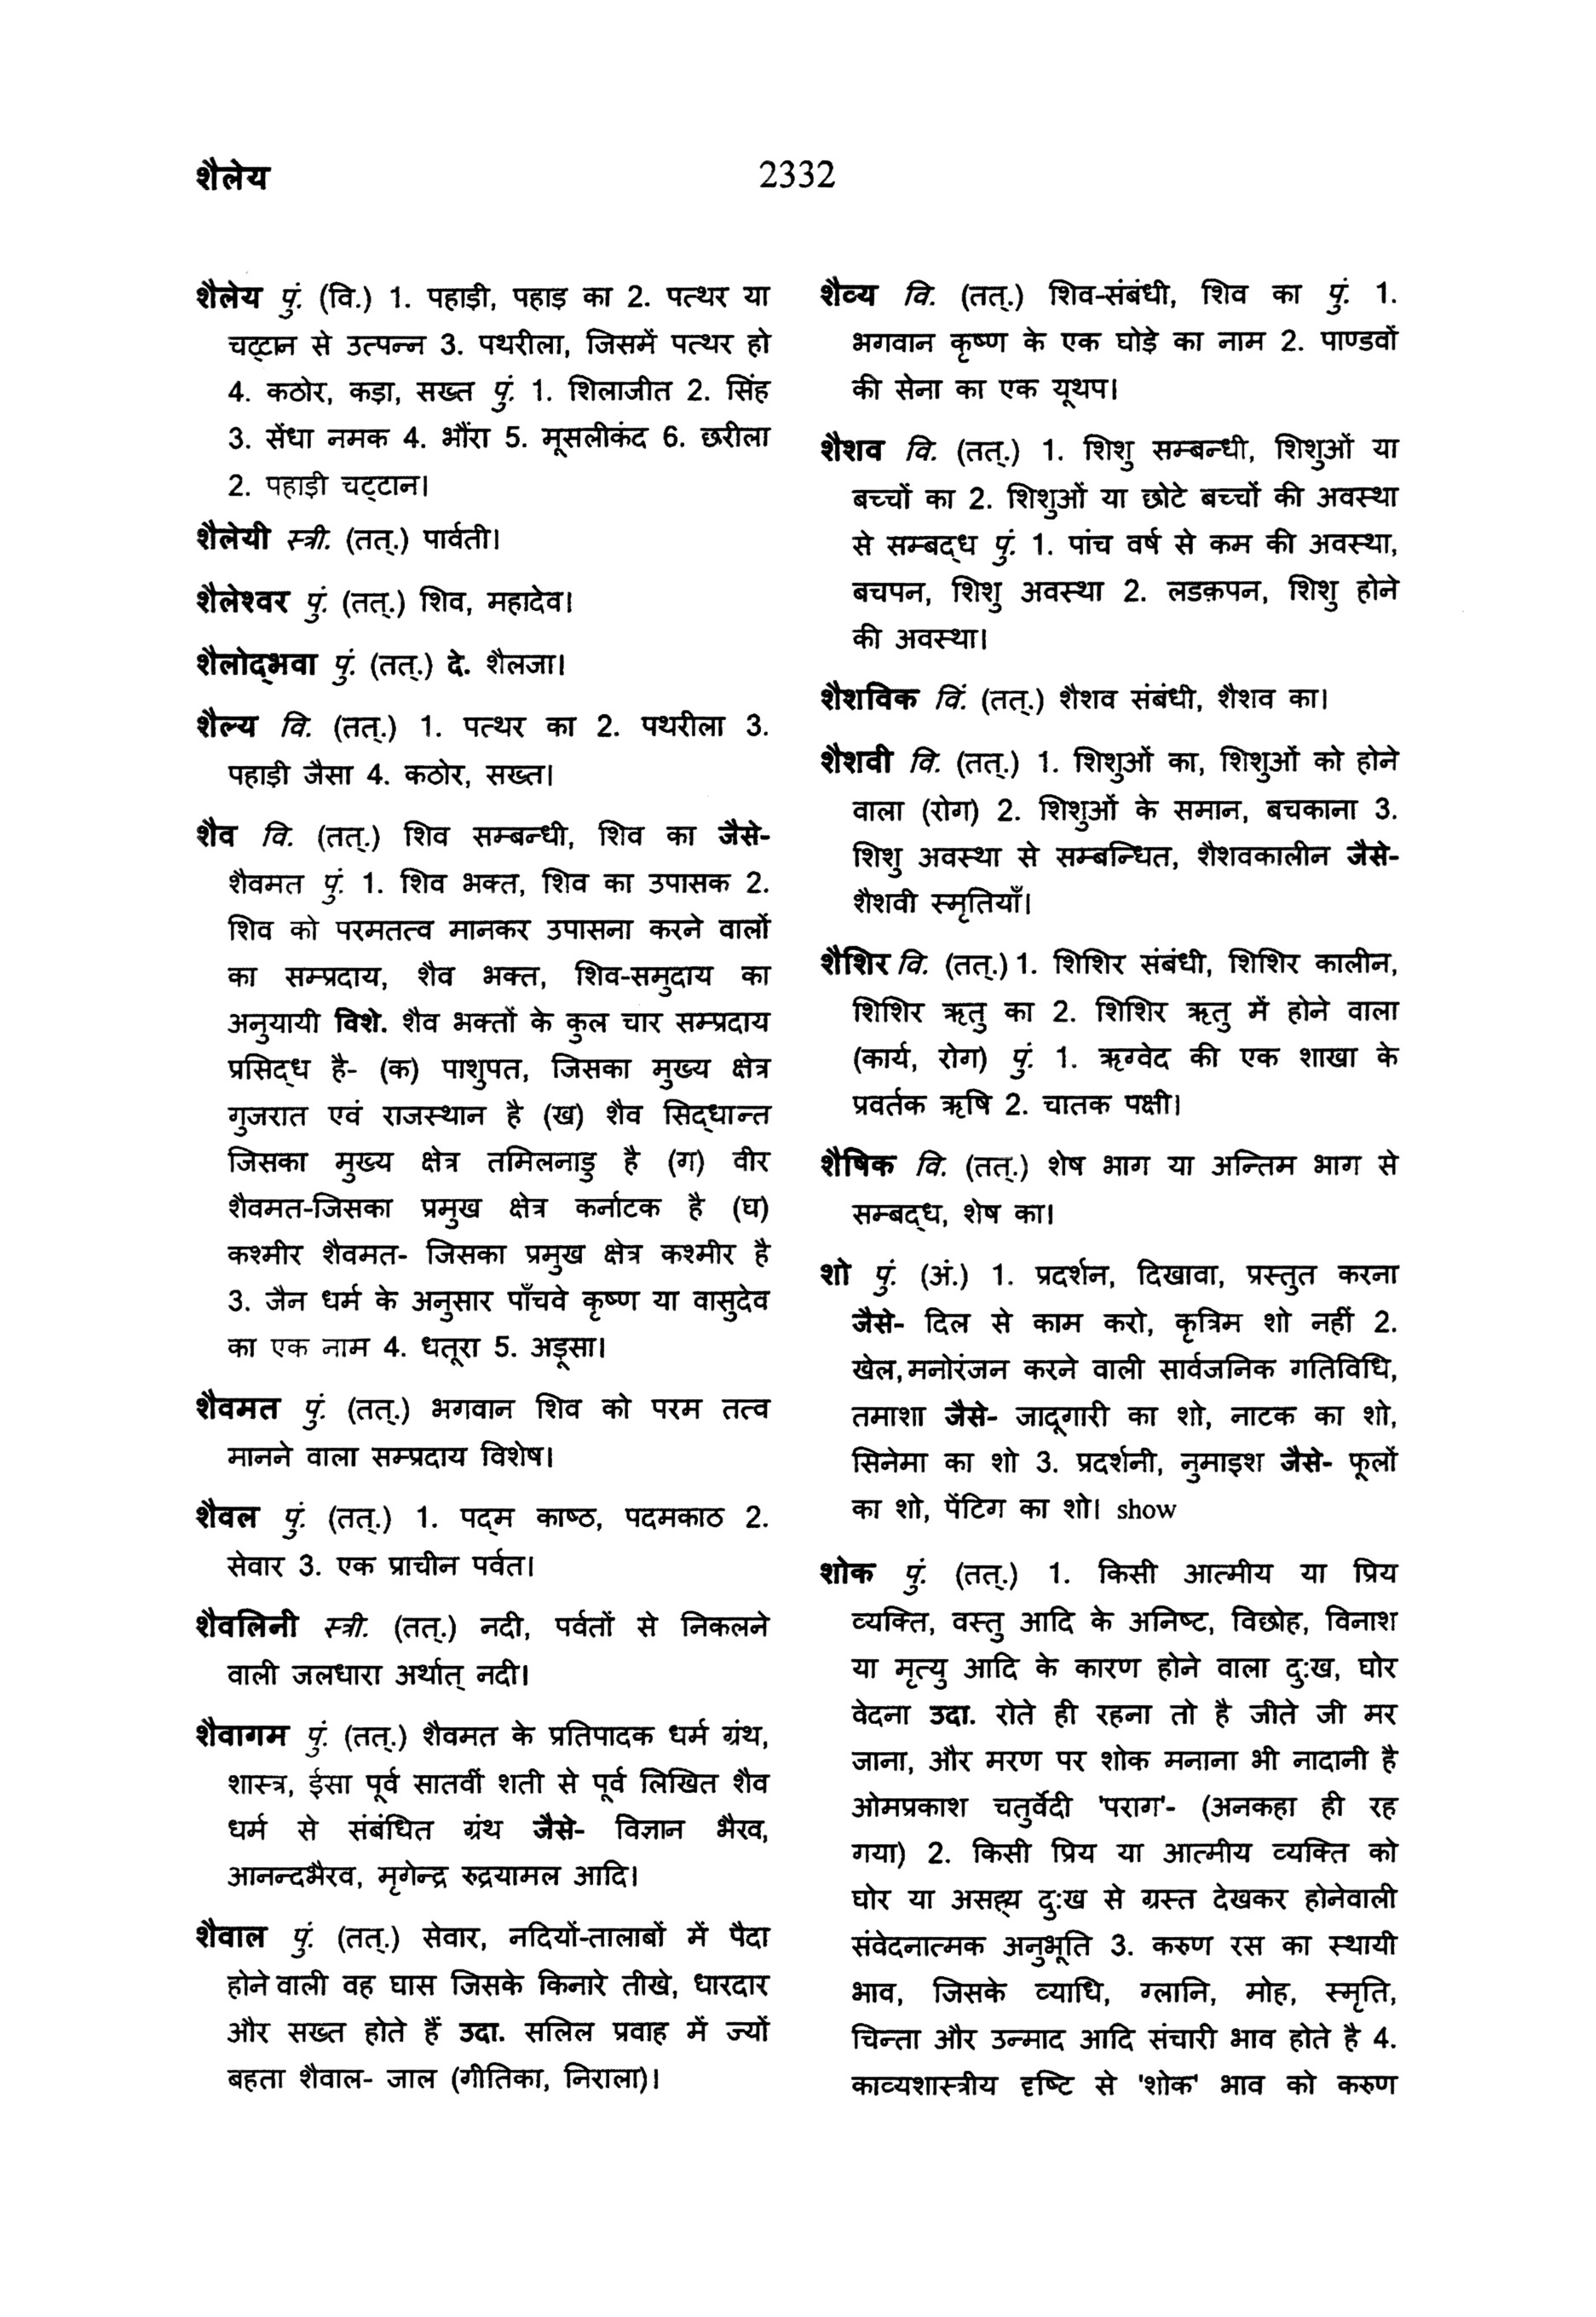 शैलेय
2332
शैलेय पुं. (वि.) 1. पहाड़ी, पहाड़ का 2. पत्थर या
चट्टान से उत्पन्न 3. पथरीला, जिसमें पत्थर हो
4. कठोर, कड़ा, सख्त पुं. 1. शिलाजीत 2. सिंह
3. सेंधा नमक 4. भौंरा 5. मूसलीकंद 6. छरीला
2. पहाड़ी चट्टान।
शैलेयी स्त्री. (तत्.) पार्वती।
शैलेश्वर पुं. (तत्.) शिव, महादेव।
शैलोद्भवा पुं. (तत्.) दे. शैलजा।
शैल्य वि. (तत्.) 1. पत्थर का 2. पथरीला 3.
पहाड़ी जैसा 4. कठोर, सख्त।
शैव वि. (तत्.) शिव सम्बन्धी, शिव का जैसे-
शैवमत पुं. 1. शिव भक्त, शिव का उपासक 2.
शिव को परमतत्व मानकर उपासना करने वालों
का सम्प्रदाय, शैव भक्त, शिव-समुदाय का
अनुयायी विशे. शैव भक्तों के कुल चार सम्प्रदाय
प्रसिद्ध है- (क) पाशुपत, जिसका मुख्य क्षेत्र
गुजरात एवं राजस्थान है (ख) शैव सिद्धान्त
जिसका मुख्य क्षेत्र तमिलनाडु है (ग) वीर
शैवमत-जिसका प्रमुख क्षेत्र कर्नाटक है (घ)
कश्मीर शैवमत- जिसका प्रमुख क्षेत्र कश्मीर है
3. जैन धर्म के अनुसार पाँचवे कृष्ण या वासुदेव
का एक नाम 4. धतूरा 5. अडूसा।
शैवमत पुं. (तत्.) भगवान शिव को परम तत्व
मानने वाला सम्प्रदाय विशेष।
शैवल पुं. (तत्.) 1. पद्म काष्ठ, पदमकाठ 2.
सेवार 3. एक प्राचीन पर्वत।
शैवलिनी स्त्री. (तत्.) नदी, पर्वतों से निकलने
वाली जलधारा अर्थात् नदी।
शैवागम पुं. (तत्.) शैवमत के प्रतिपादक धर्म ग्रंथ,
शास्त्र, ईसा पूर्व सातवीं शती से पूर्व लिखित शैव
धर्म से संबंधित ग्रंथ जैसे- विज्ञान भैरव,
आनन्दभैरव, मृगेन्द्र रुद्रयामल आदि।
शैवाल पुं. (तत्.) सेवार, नदियों-तालाबों में पैदा
होने वाली वह घास जिसके किनारे तीखे, धारदार
और सख्त होते हैं उदा. सलिल प्रवाह में ज्यों
बहता शैवाल- जाल (गीतिका, निराला)।
शैव्य वि. (तत्.) शिव-संबंधी, शिव का पुं. 1.
भगवान कृष्ण के एक घोड़े का नाम 2. पाण्डवों
की सेना का एक यूथप।
शैशव वि. (तत्.) 1. शिशु सम्बन्धी, शिशुओं या
बच्चों का 2. शिशुओं या छोटे बच्चों की अवस्था
से सम्बद्ध पुं. 1. पांच वर्ष से कम की अवस्था,
बचपन, शिशु अवस्था 2. लडक़पन, शिशु होने
की अवस्था।
शैशविक विं. (तत्.) शैशव संबंधी, शैशव का।
शैशवी वि. (तत्.) 1. शिशुओं का, शिशुओं को होने
वाला (रोग) 2. शिशुओं के समान, बचकाना 3.
शिशु अवस्था से सम्बन्धित, शैशवकालीन जैसे-
शैशवी स्मृतियाँ।
शैशिर वि. (तत्.) 1. शिशिर संबंधी, शिशिर कालीन,
शिशिर ऋतु का 2. शिशिर ऋतु में होने वाला
(कार्य, रोग) पुं. 1. ऋग्वेद की एक शाखा के
प्रवर्तक ऋषि 2. चातक पक्षी।
शैषिक वि. (तत्.) शेष भाग या अन्तिम भाग से
सम्बद्ध, शेष का।
शो पुं. (अं.) 1. प्रदर्शन, दिखावा, प्रस्तुत करना
जैसे- दिल से काम करो, कृत्रिम शो नहीं 2.
खेल,मनोरंजन करने वाली सार्वजनिक गतिविधि,
तमाशा जैसे- जादूगारी का शो, नाटक का शो,
सिनेमा का शो 3. प्रदर्शनी, नुमाइश जैसे- फूलों
का शो, पेंटिग का शो। show
शोक पुं. (तत्.) 1. किसी आत्मीय या प्रिय
व्यक्ति, वस्तु आदि के अनिष्ट, विछोह, विनाश
या मृत्यु आदि के कारण होने वाला दुःख, घोर
वेदना उदा. रोते ही रहना तो है जीते जी मर
जाना, और मरण पर शोक मनाना भी नादानी है
ओमप्रकाश चतुर्वेदी 'पराग'- (अनकहा ही रह
गया) 2. किसी प्रिय या आत्मीय व्यक्ति को
घोर या असह्य दुःख से ग्रस्त देखकर होनेवाली
संवेदनात्मक अनुभूति 3. करुण रस का स्थायी
भाव, जिसके व्याधि, ग्लानि, मोह, स्मृति,
चिन्ता और उन्माद आदि संचारी भाव होते है 4.
काव्यशास्त्रीय दृष्टि से 'शोक' भाव को करुण